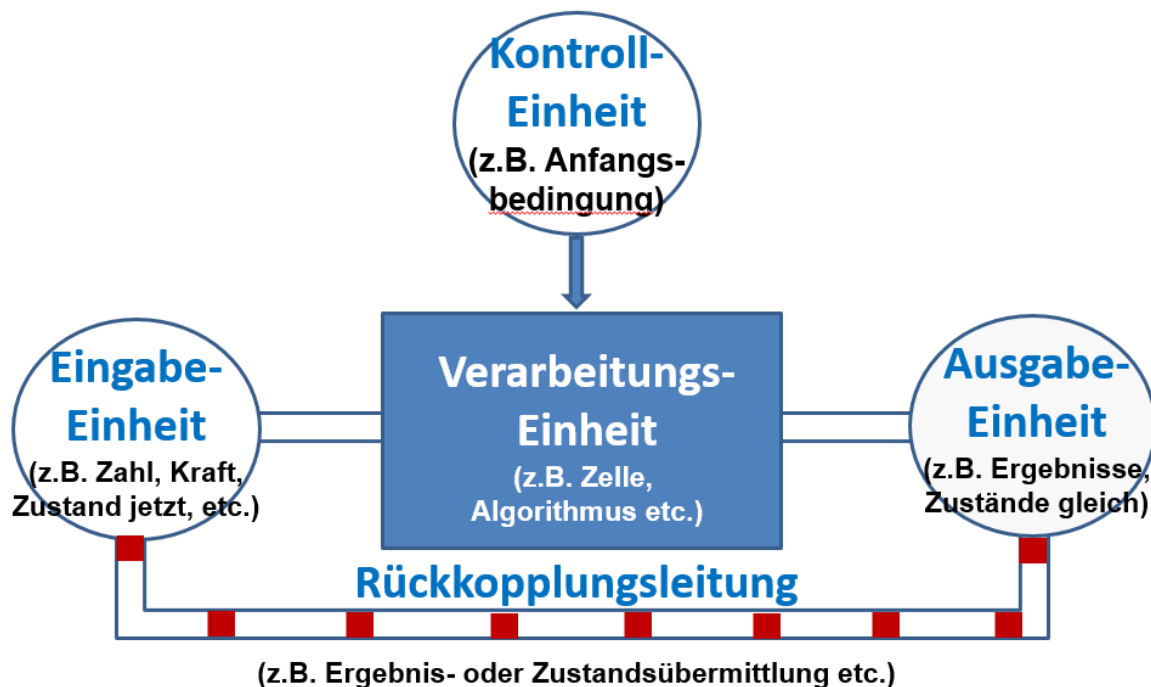 Kontroll-
Einheit
(z.B. Anfangs-
bedingung)
Eingabe-
Einheit
(z.B. Zahl, Kraft,
Zustand jetzt, etc.)
Verarbeitungs-
Einheit
(z.B. Zelle,
Algorithmus etc.)
Ausgabe-
Einheit
(z.B. Ergebnisse,
Zustände gleich)
Rückkopplungsleitung
(z.B. Ergebnis- oder Zustandsübermittlung etc.)